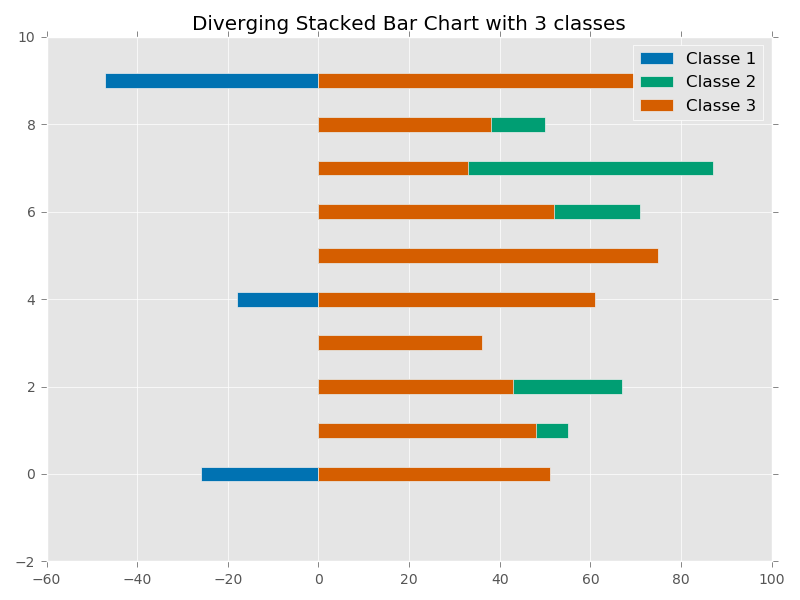 Diverging Stacked Bar Chart with 3 classes
10
8
6
4
2
0
−2
Classe 1
Classe 2
Classe 3
−60 −40 −20 0 20 40 60 80 100